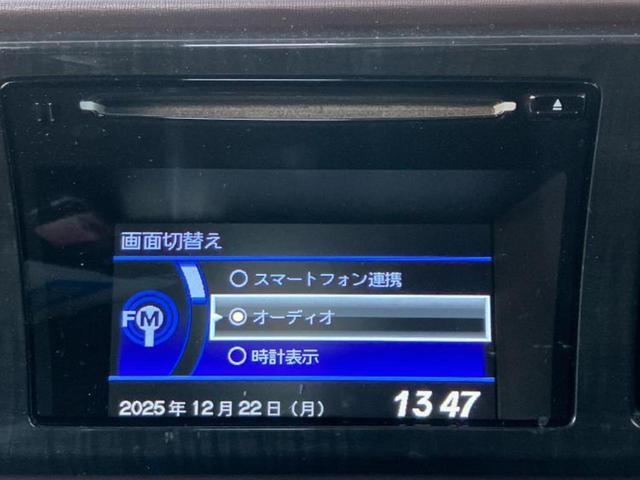 画面切替え
スマートフォン連携
FM
オーディオ
時計表示
2025年12月22日（月） 13 47